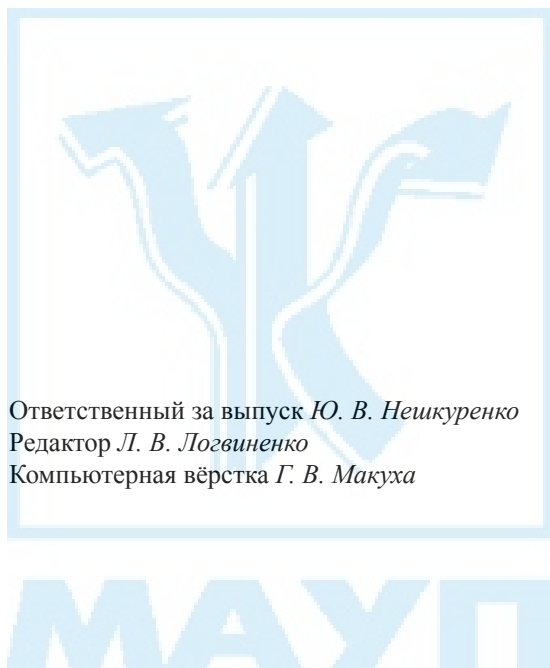 Ответственный за выпуск Ю. В. Нешкуренко
Редактор Л. В. Логвиненко
Компьютерная вёрстка Г. В. Макуха
МАУП